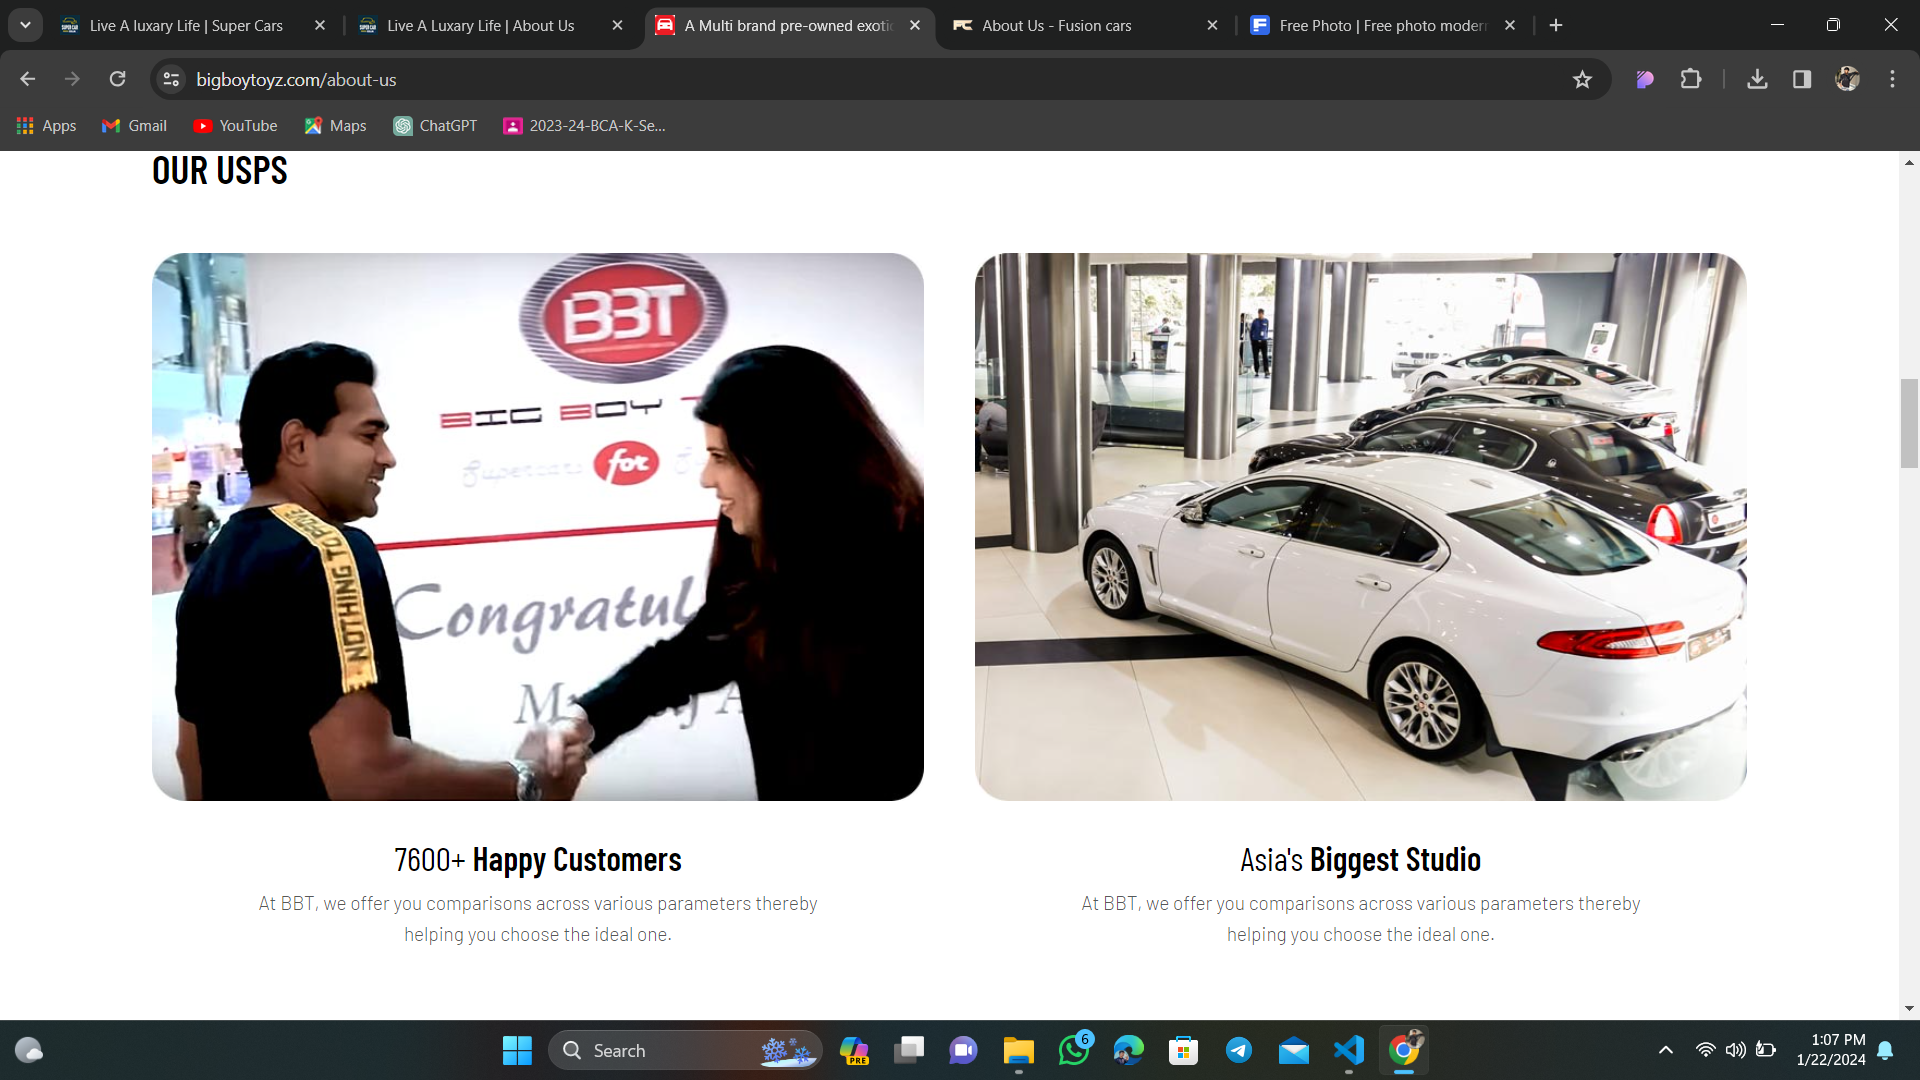 Live A luxary Life | Super Cars
Live A Luxary Life | About Us
A Multi brand pre-owned exoti
About Us - Fusion cars
Free Photo | Free photo modern
bigboytoyz.com/about-us
Apps
Gmail
YouTube
Maps
ChatGPT
2023-24-BCA-K-Se...
OUR USPS
BBT
BIG BOY T
Supercars for S
Congratul
NOTHING TO PROVE
7600+ Happy Customers
At BBT, we offer you comparisons across various parameters thereby
helping you choose the ideal one.
Asia's Biggest Studio
At BBT, we offer you comparisons across various parameters thereby
helping you choose the ideal one.
Search
PRE
6
1:07 PM
1/22/2024